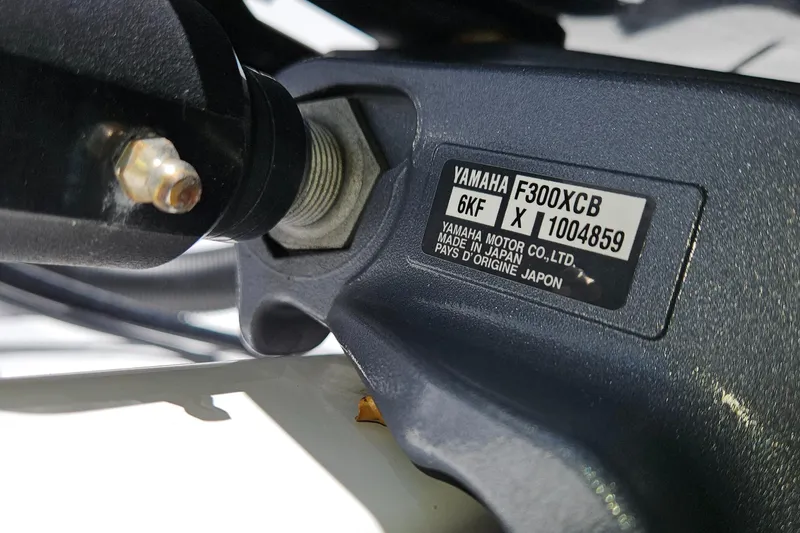 YAMAHA F300XCB
6KF X 1004859
YAMAHA MOTOR CO.,LTD.
MADE IN JAPAN
PAYS D'ORIGINE JAPON